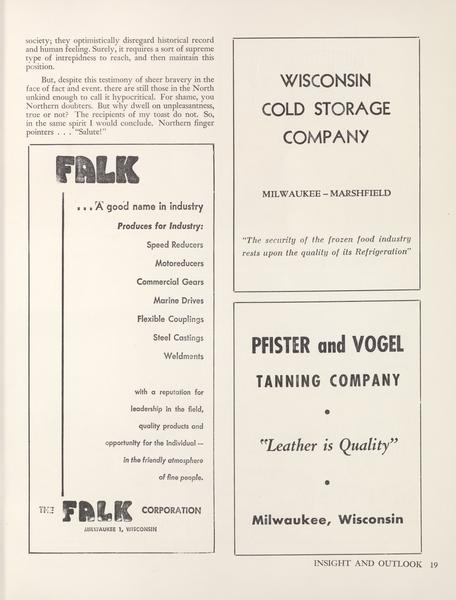 society; they optimistically disregard historical record
and human feeling. Surely, it requires a sort of supreme
type of intrepidness to reach, and then maintain this
position.
But, despite this testimony of sheer bravery in the
face of fact and event, there are still those in the North
unkind enough to call it hypocritical. For shame, you
Northern doubters. But why dwell on unpleasantness,
true or not? The recipients of my toast do not. So,
in the same spirit I would conclude. Northern finger
pointers . . . "Salute!"
FALK
. . . A good name in industry
Produces for Industry:
Speed Reducers
Motoreducers
Commercial Gears
Marine Drives
Flexible Couplings
Steel Castings
Weldments
with a reputation for
leadership in the field,
quality products and
opportunity for the individual —
in the friendly atmosphere
of fine people.
THE FALK CORPORATION
MILWAUKEE 1, WISCONSIN
WISCONSIN
COLD STORAGE
COMPANY
MILWAUKEE – MARSHFIELD
"The security of the frozen food industry
rests upon the quality of its Refrigeration"
PFISTER and VOGEL
TANNING COMPANY
•
"Leather is Quality"
•
Milwaukee, Wisconsin
INSIGHT AND OUTLOOK 19